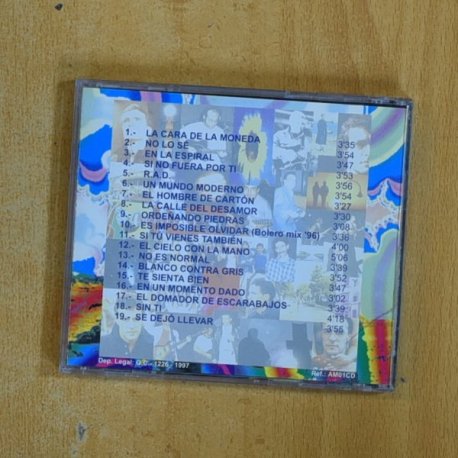 1.- LA CARA DE LA MONEDA 3'35
2.- NO LO SÉ 3'54
3.- EN LA ESPIRAL 3'47
4.- SI NO FUERA POR TI 3'53
5.- R.A.D. 3'56
6.- UN MUNDO MODERNO 3'54
7.- EL HOMBRE DE CARTÓN 3'27
8.- LA CALLE DEL DESAMOR 3'30
9.- ORDENANDO PIEDRAS 3'08
10.- ES IMPOSIBLE OLVIDAR (Bolero mix '96) 3'36
11.- SI TÚ VIENES TAMBIÉN 4'00
12.- EL CIELO CON LA MANO 5'06
13.- NO ES NORMAL 3'39
14.- BLANCO CONTRA GRIS 3'52
15.- TE SIENTA BIEN 3'47
16.- EN UN MOMENTO DADO 3'02
17.- EL DOMADOR DE ESCARABAJOS 3'39
18.- SIN TI 4'18
19.- SE DEJÓ LLEVAR 3'55
Dep. Legal: 1226 - 1997 Ref.: AM01CD